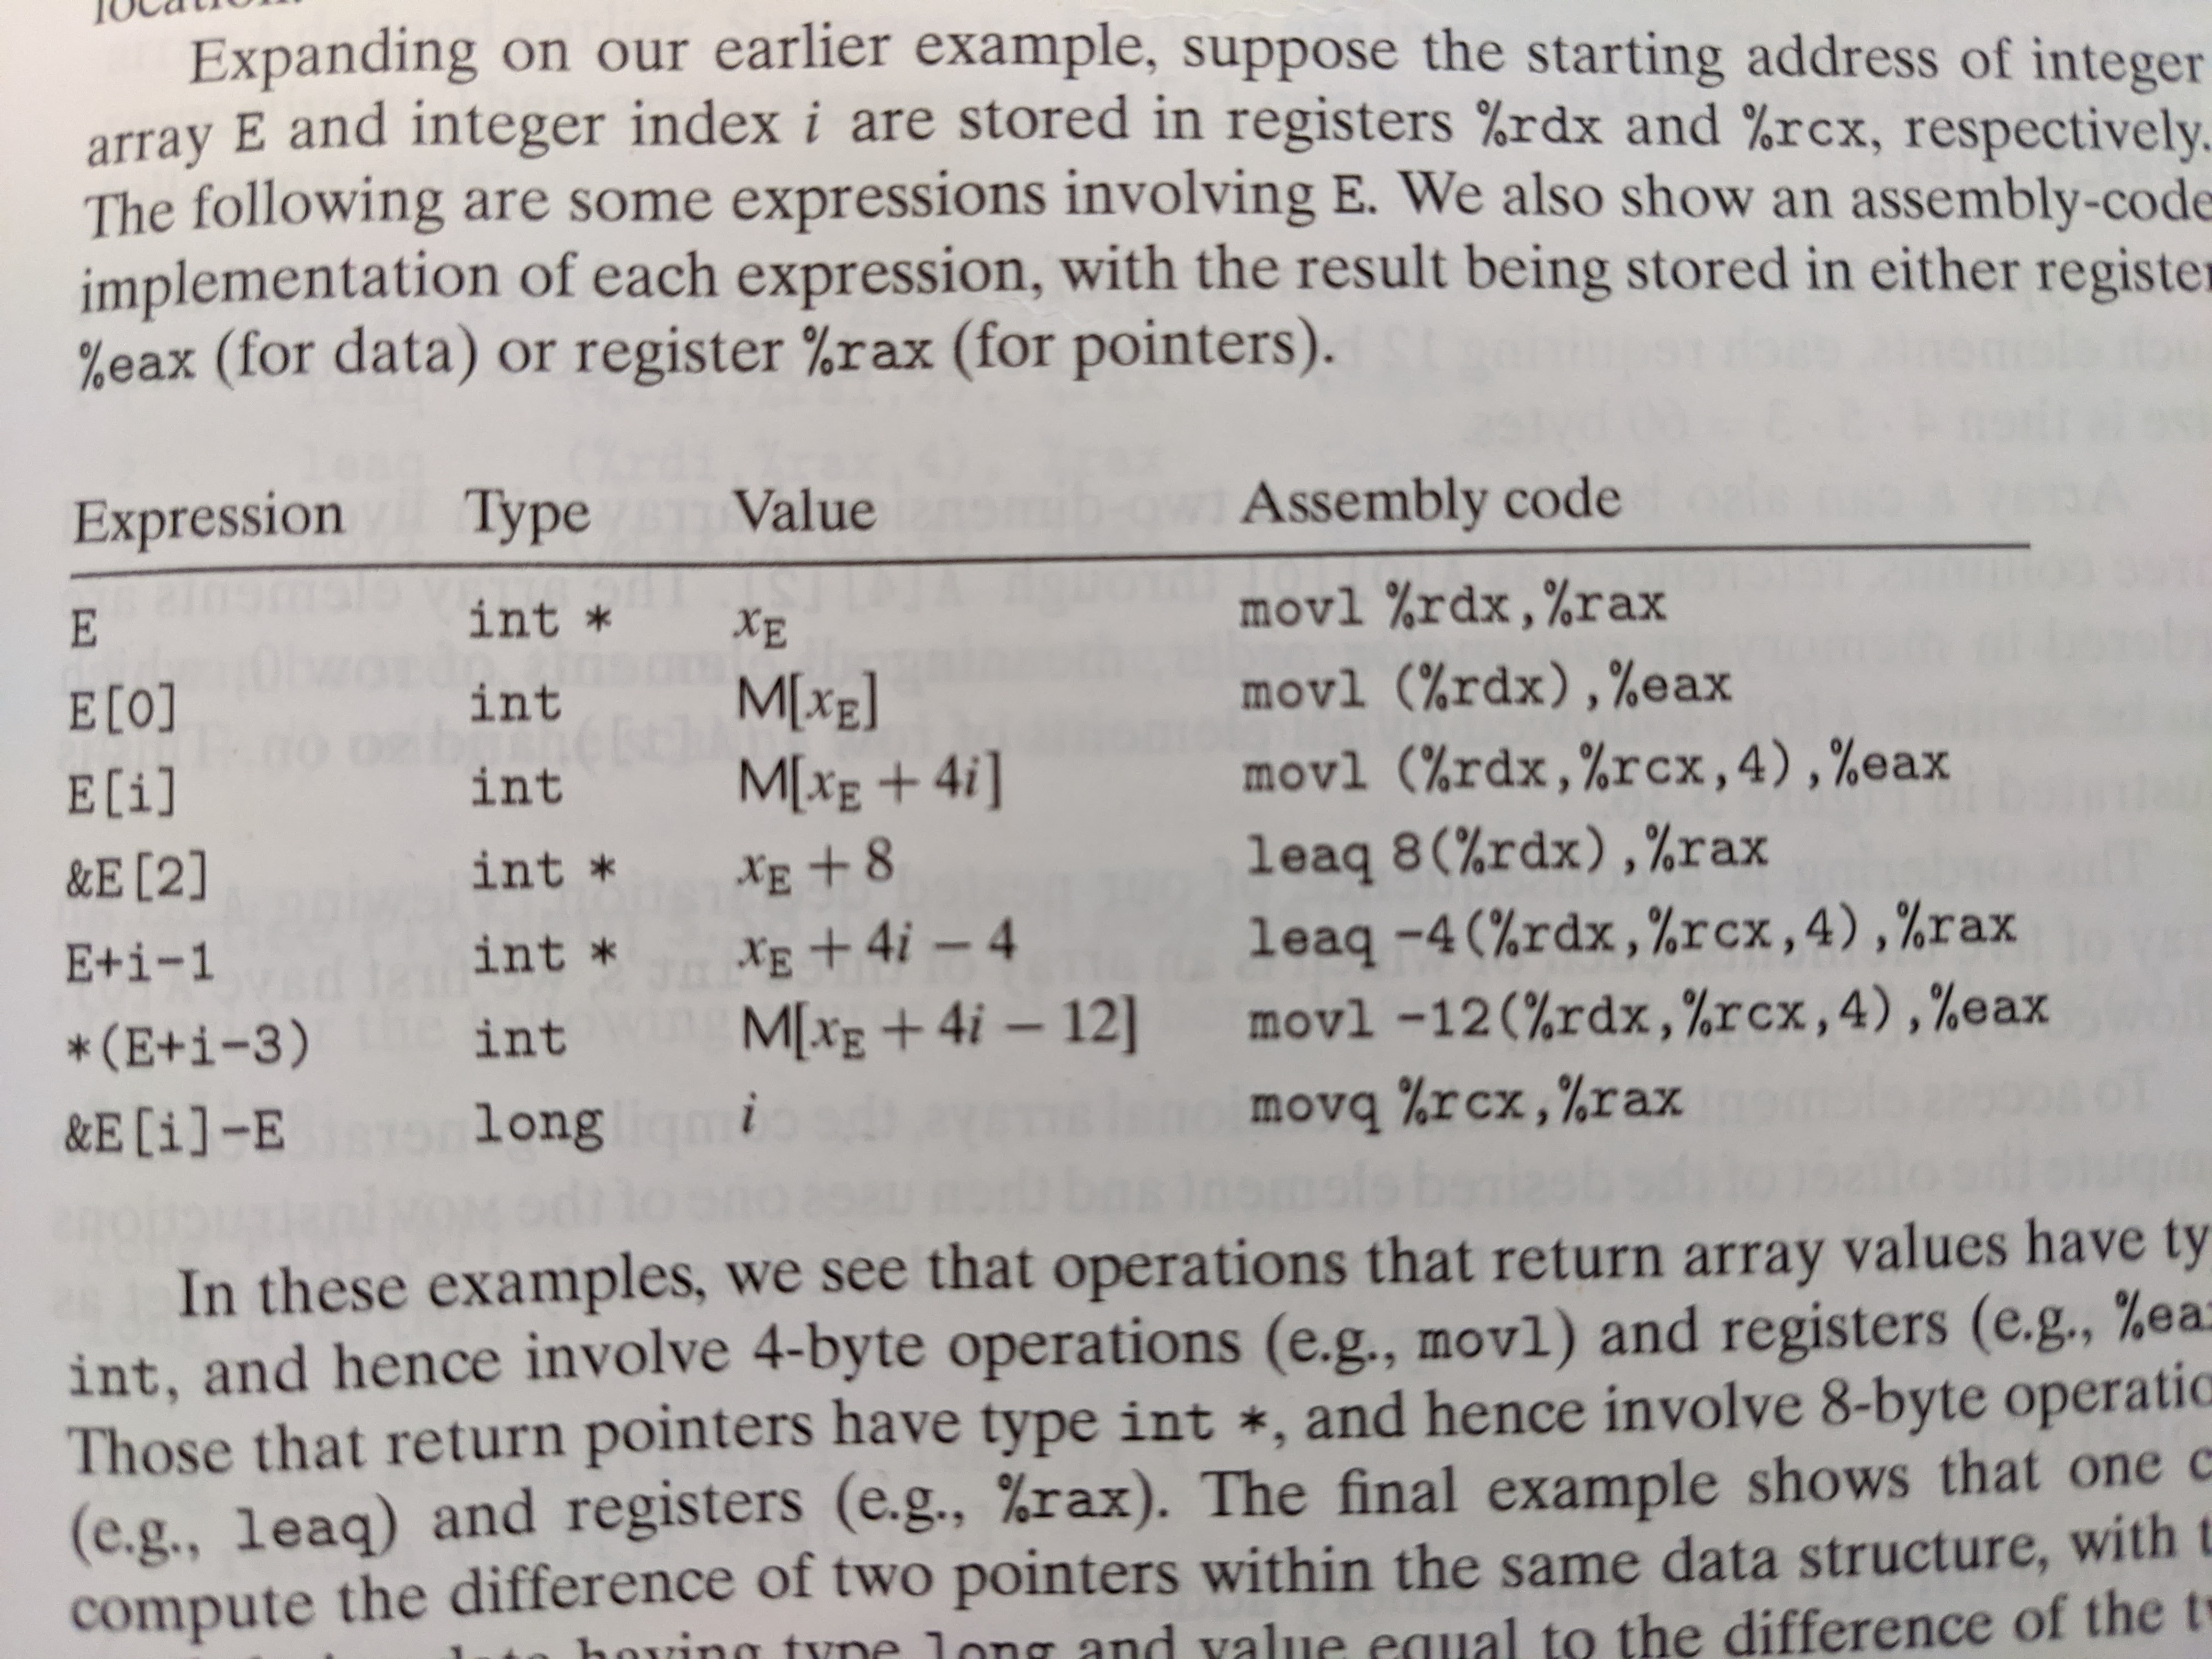 location.
Expanding on our earlier example, suppose the starting address of integer
array E and integer index i are stored in registers %rdx and %rcx, respectively.
The following are some expressions involving E. We also show an assembly-code
implementation of each expression, with the result being stored in either register
%eax (for data) or register %rax (for pointers).
Expression Type Value Assembly code
E int * xE movl %rdx,%rax
E[0] int M[xE] movl (%rdx),%eax
E[i] int M[xE + 4i] movl (%rdx,%rcx,4),%eax
&E[2] int * xE + 8 leaq 8(%rdx),%rax
E+i-1 int * xE + 4i − 4 leaq -4(%rdx,%rcx,4),%rax
*(E+i-3) int M[xE + 4i − 12] movl -12(%rdx,%rcx,4),%eax
&E[i]-E long i movq %rcx,%rax
In these examples, we see that operations that return array values have ty
int, and hence involve 4-byte operations (e.g., movl) and registers (e.g., %ea
Those that return pointers have type int *, and hence involve 8-byte operatio
(e.g., leaq) and registers (e.g., %rax). The final example shows that one c
compute the difference of two pointers within the same data structure, with t
having type long and value equal to the difference of the t